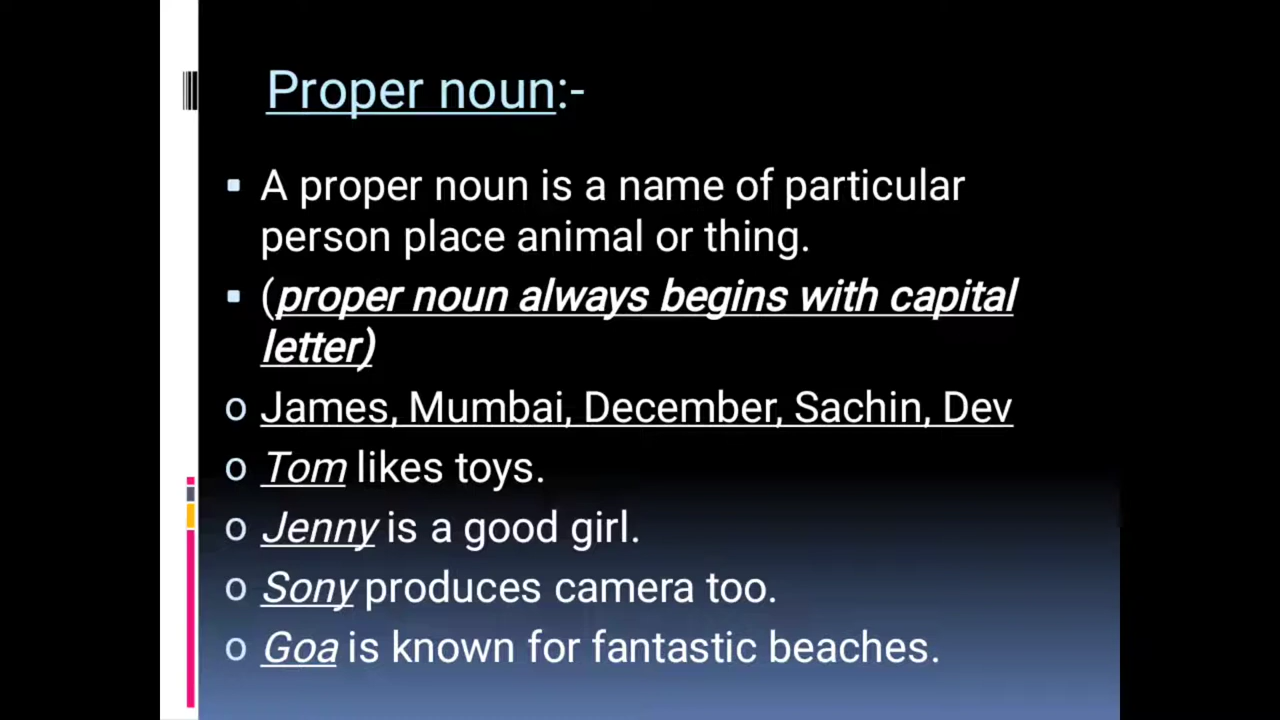 Proper noun:-
A proper noun is a name of particular
person place animal or thing.
(proper noun always begins with capital
letter)
James, Mumbai, December, Sachin, Dev
Tom likes toys.
Jenny is a good girl.
Sony produces camera too.
Goa is known for fantastic beaches.